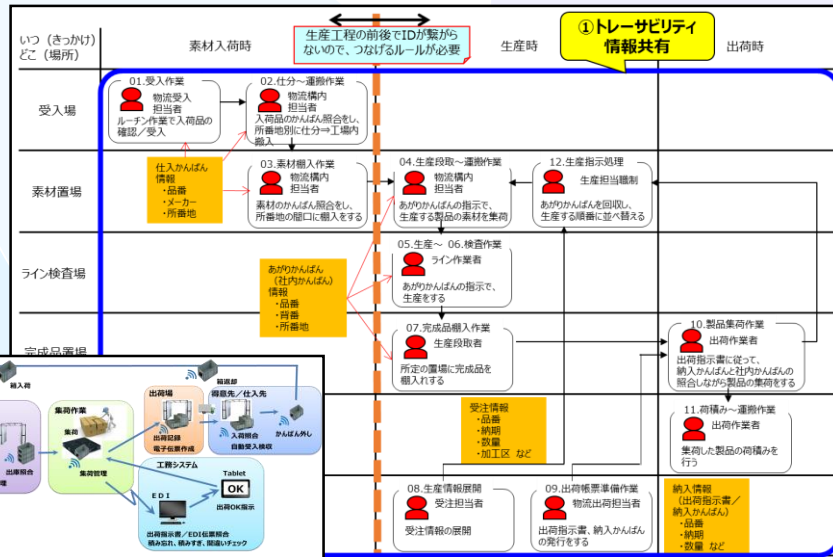 いつ（きっかけ）
どこ（場所）
素材入荷時
生産工程の前後でIDが繋がら
ないので、つなげるルールが必要
生産時
①トレーサビリティ
情報共有
出荷時
受入場
01.受入作業
物流受入
担当者
ルーチン作業で入荷品の
確認／受入
02.仕分～運搬作業
物流構内
担当者
入荷品のかんばん照合をし、
所番地別に仕分⇒工場内
搬入
素材置場
仕入かんばん
情報
・品番
・メーカー
・所番地
03.素材棚入作業
物流構内
担当者
素材のかんばん照合をし、
所番地の間口に棚入をする
04.生産段取～運搬作業
物流構内
担当者
あがりかんばんの指示で、
生産する製品の素材を集荷
12.生産指示処理
生産担当職制
あがりかんばんを回収し、
生産する順番に並べ替える
ライン検査場
あがりかんばん
（社内かんばん）
情報
・品番
・背番
・所番地
05.生産～ 06.検査作業
ライン作業者
あがりかんばんの指示で、
生産をする
完成品置場
07.完成品棚入作業
生産段取者
所定の置場に完成品を
棚入れする
10.製品集荷作業
出荷作業者
出荷指示書に従って、
納入かんばんと社内かんばんの
照合しながら製品の集荷をする
11.荷積み～運搬作業
出荷作業者
集荷した製品の荷積みを
行う
受注情報
・品番
・納期
・数量
・加工区 など
08.生産情報展開
受注担当者
受注情報の展開
09.出荷帳票準備作業
物流出荷担当者
出荷指示書、納入かんばん
の発行をする
納入情報
（出荷指示書／
納入かんばん）
・品番
・納期
・数量 など
箱入荷
箱返却
集荷作業
集荷
集荷管理
出荷場
出荷記録
電子伝票作成
得意先／仕入先
入荷照合
自動受入検収
かんばん外し
出庫照合
理
工務システム
EDI
Tablet
OK
出荷OK指示
出荷指示書／EDI伝票照合
積み忘れ、積みすぎ、間違いチェック